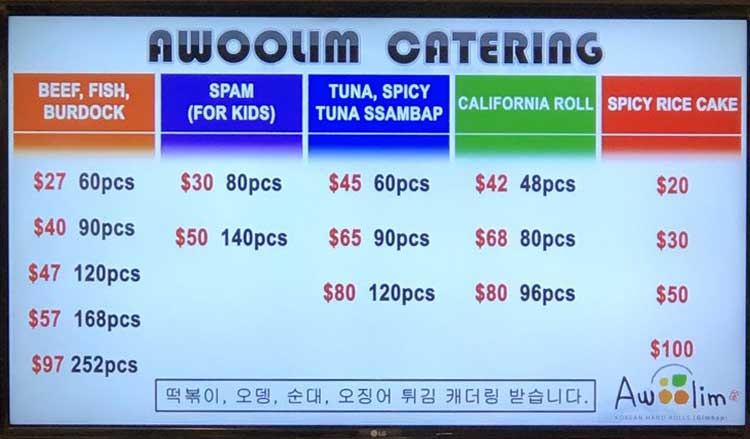 AWOOLIM CATERING
BEEF, FISH,
BURDOCK
$27 60pcs
$40 90pcs
$47 120pcs
$57 168pcs
$97 252pcs
SPAM
(FOR KIDS)
$30 80pcs
$50 140pcs
TUNA, SPICY
TUNA SSAMBAP
$45 60pcs
$65 90pcs
$80 120pcs
CALIFORNIA ROLL
$42 48pcs
$68 80pcs
$80 96pcs
SPICY RICE CAKE
$20
$30
$50
$100
떡볶이, 오뎅, 순대, 오징어 튀김 캐더링 받습니다.
Awoolim
KOREAN HAND ROLLS (Gimbap)
LG